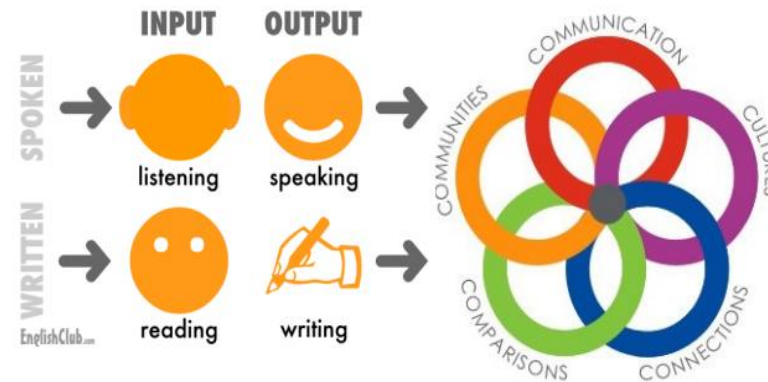 INPUT OUTPUT
SPOKEN
listening speaking
WRITTEN
reading writing
EnglishClub.com
COMMUNICATION
CULTURES
CONNECTIONS
COMPARISONS
COMMUNITIES